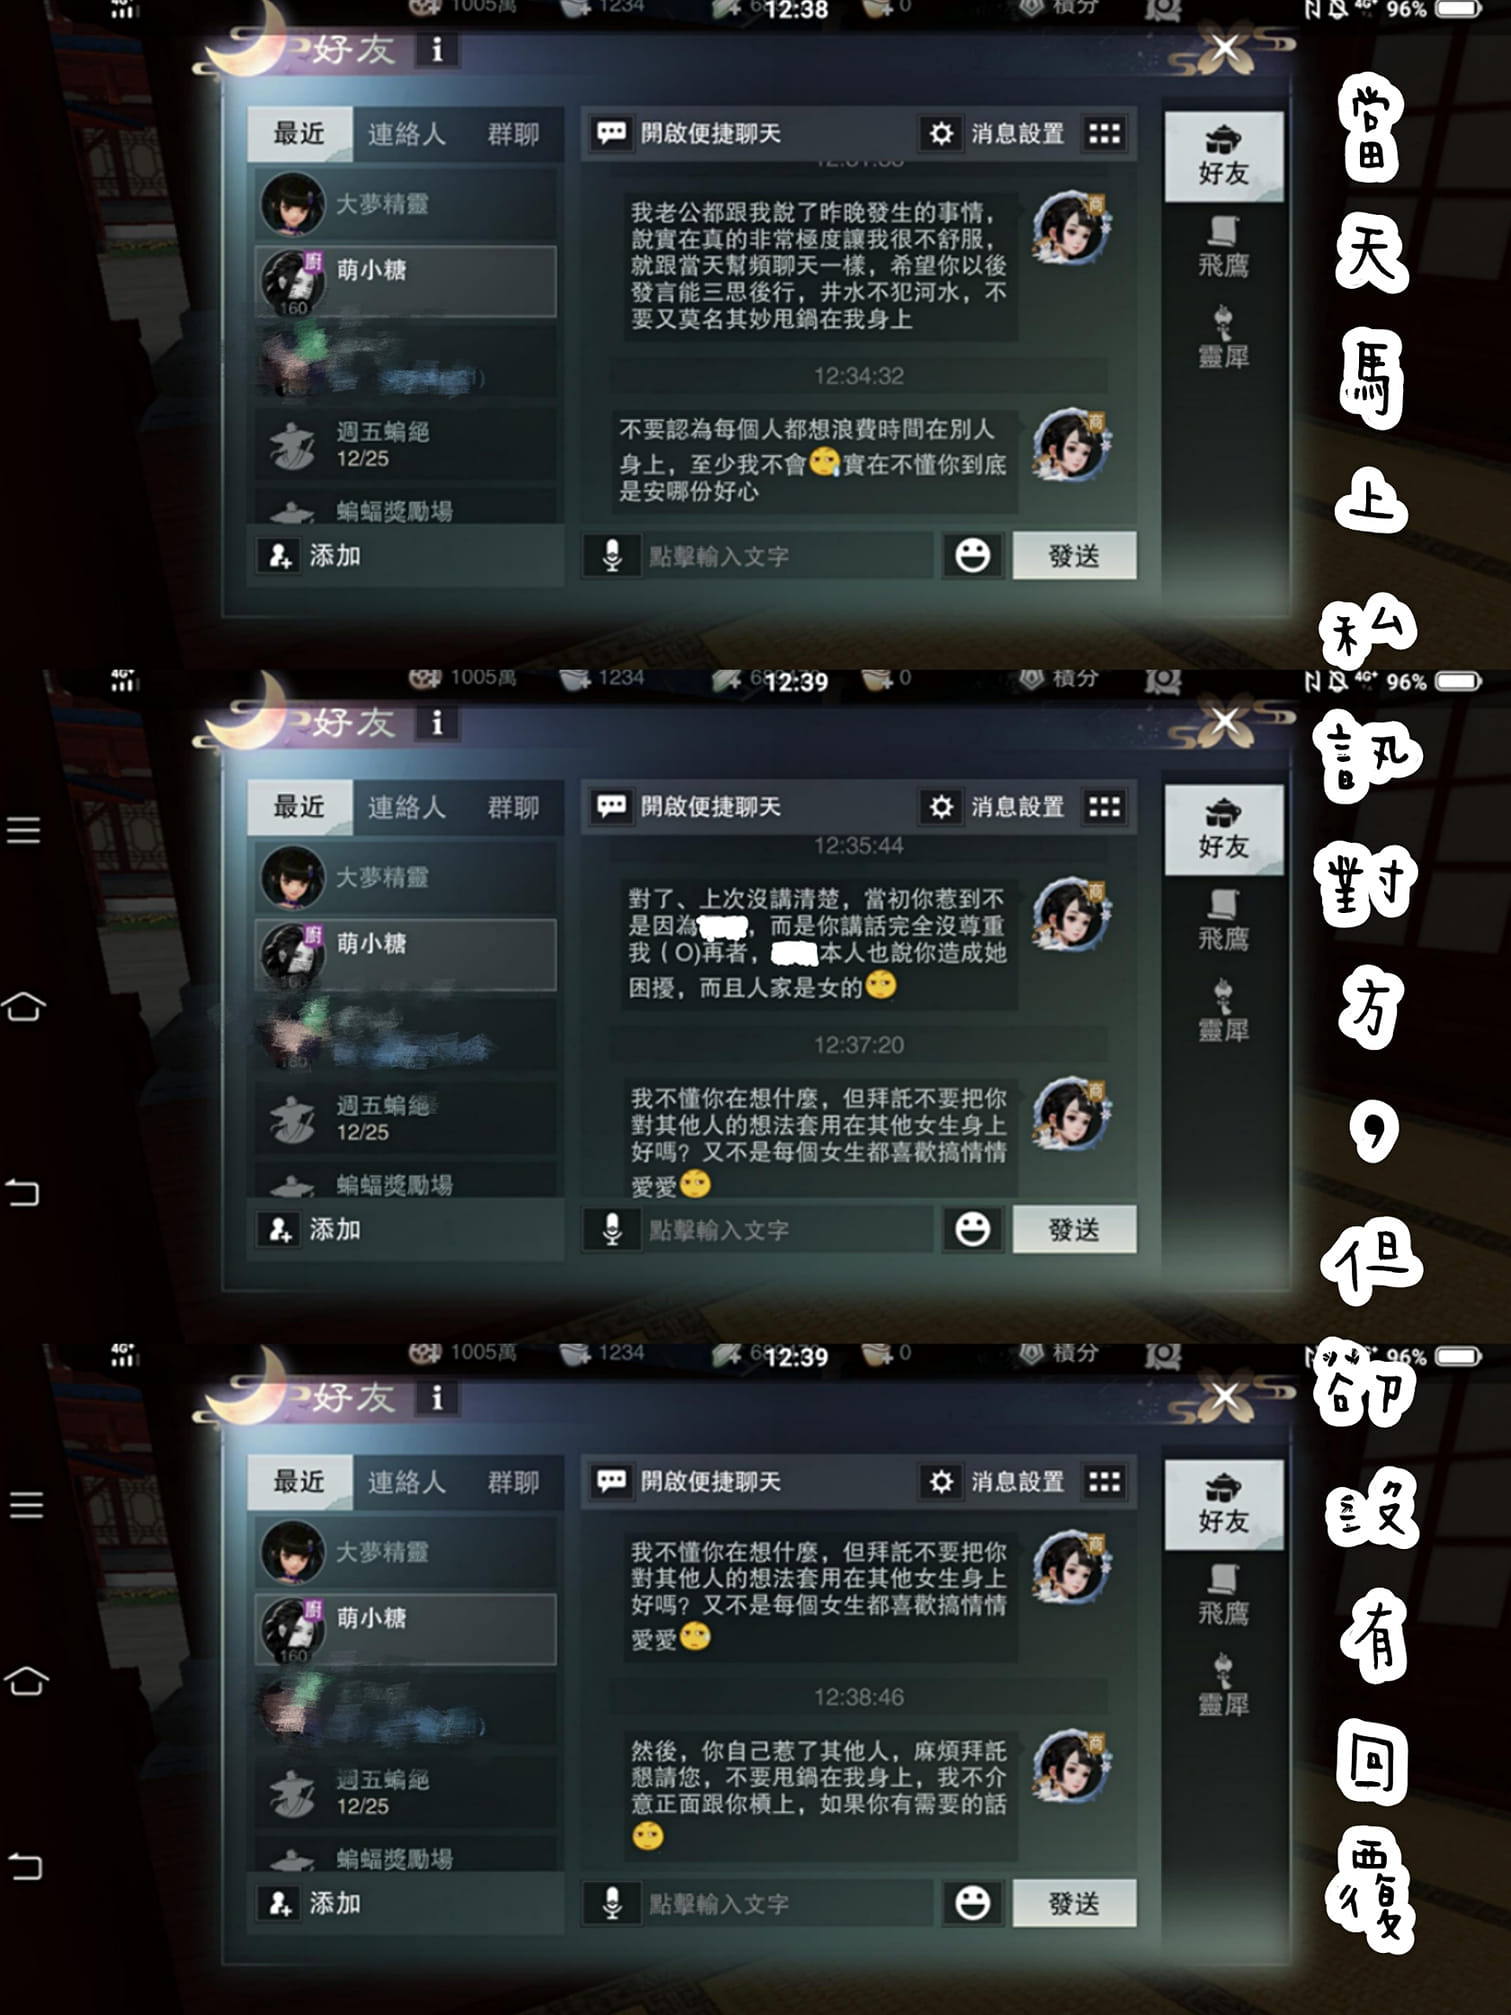 1005萬
1234
12:38
0
積分
4G+ 96%
好友
i
最近
連絡人
群聊
開啟便捷聊天
消息設置
好友
飛鷹
靈犀
大夢精靈
廚
萌小糖
160
週五蝙絕
12/25
蝙蝠獎勵場
添加
商
我老公都跟我說了昨晚發生的事情,
說實在真的非常極度讓我很不舒服,
就跟當天幫頻聊天一樣,希望你以後
發言能三思後行,井水不犯河水,不
要又莫名其妙甩鍋在我身上
12:34:32
商
不要認為每個人都想浪費時間在別人
身上,至少我不會實在不懂你到底
是安哪份好心
點擊輸入文字
發送
4G+
1005萬
1234
12:39
0
積分
4G+ 96%
好友
i
最近
連絡人
群聊
開啟便捷聊天
消息設置
好友
飛鷹
靈犀
大夢精靈
廚
萌小糖
160
週五蝙絕
12/25
蝙蝠獎勵場
添加
12:35:44
商
對了、上次沒講清楚,當初你惹到不
是因為,而是你講話完全沒尊重
我(O)再者,本人也說你造成她
困擾,而且人家是女的
12:37:20
商
我不懂你在想什麼,但拜託不要把你
對其他人的想法套用在其他女生身上
好嗎?又不是每個女生都喜歡搞情情
愛愛
點擊輸入文字
發送
4G+
1005萬
1234
12:39
0
積分
96%
好友
i
最近
連絡人
群聊
開啟便捷聊天
消息設置
好友
飛鷹
靈犀
大夢精靈
廚
萌小糖
160
週五蝙絕
12/25
蝙蝠獎勵場
添加
商
我不懂你在想什麼,但拜託不要把你
對其他人的想法套用在其他女生身上
好嗎?又不是每個女生都喜歡搞情情
愛愛
12:38:46
商
然後,你自己惹了其他人,麻煩拜託
懇請您,不要甩鍋在我身上,我不介
意正面跟你槓上,如果你有需要的話
點擊輸入文字
發送
當天馬上私訊對方,但卻沒有回覆